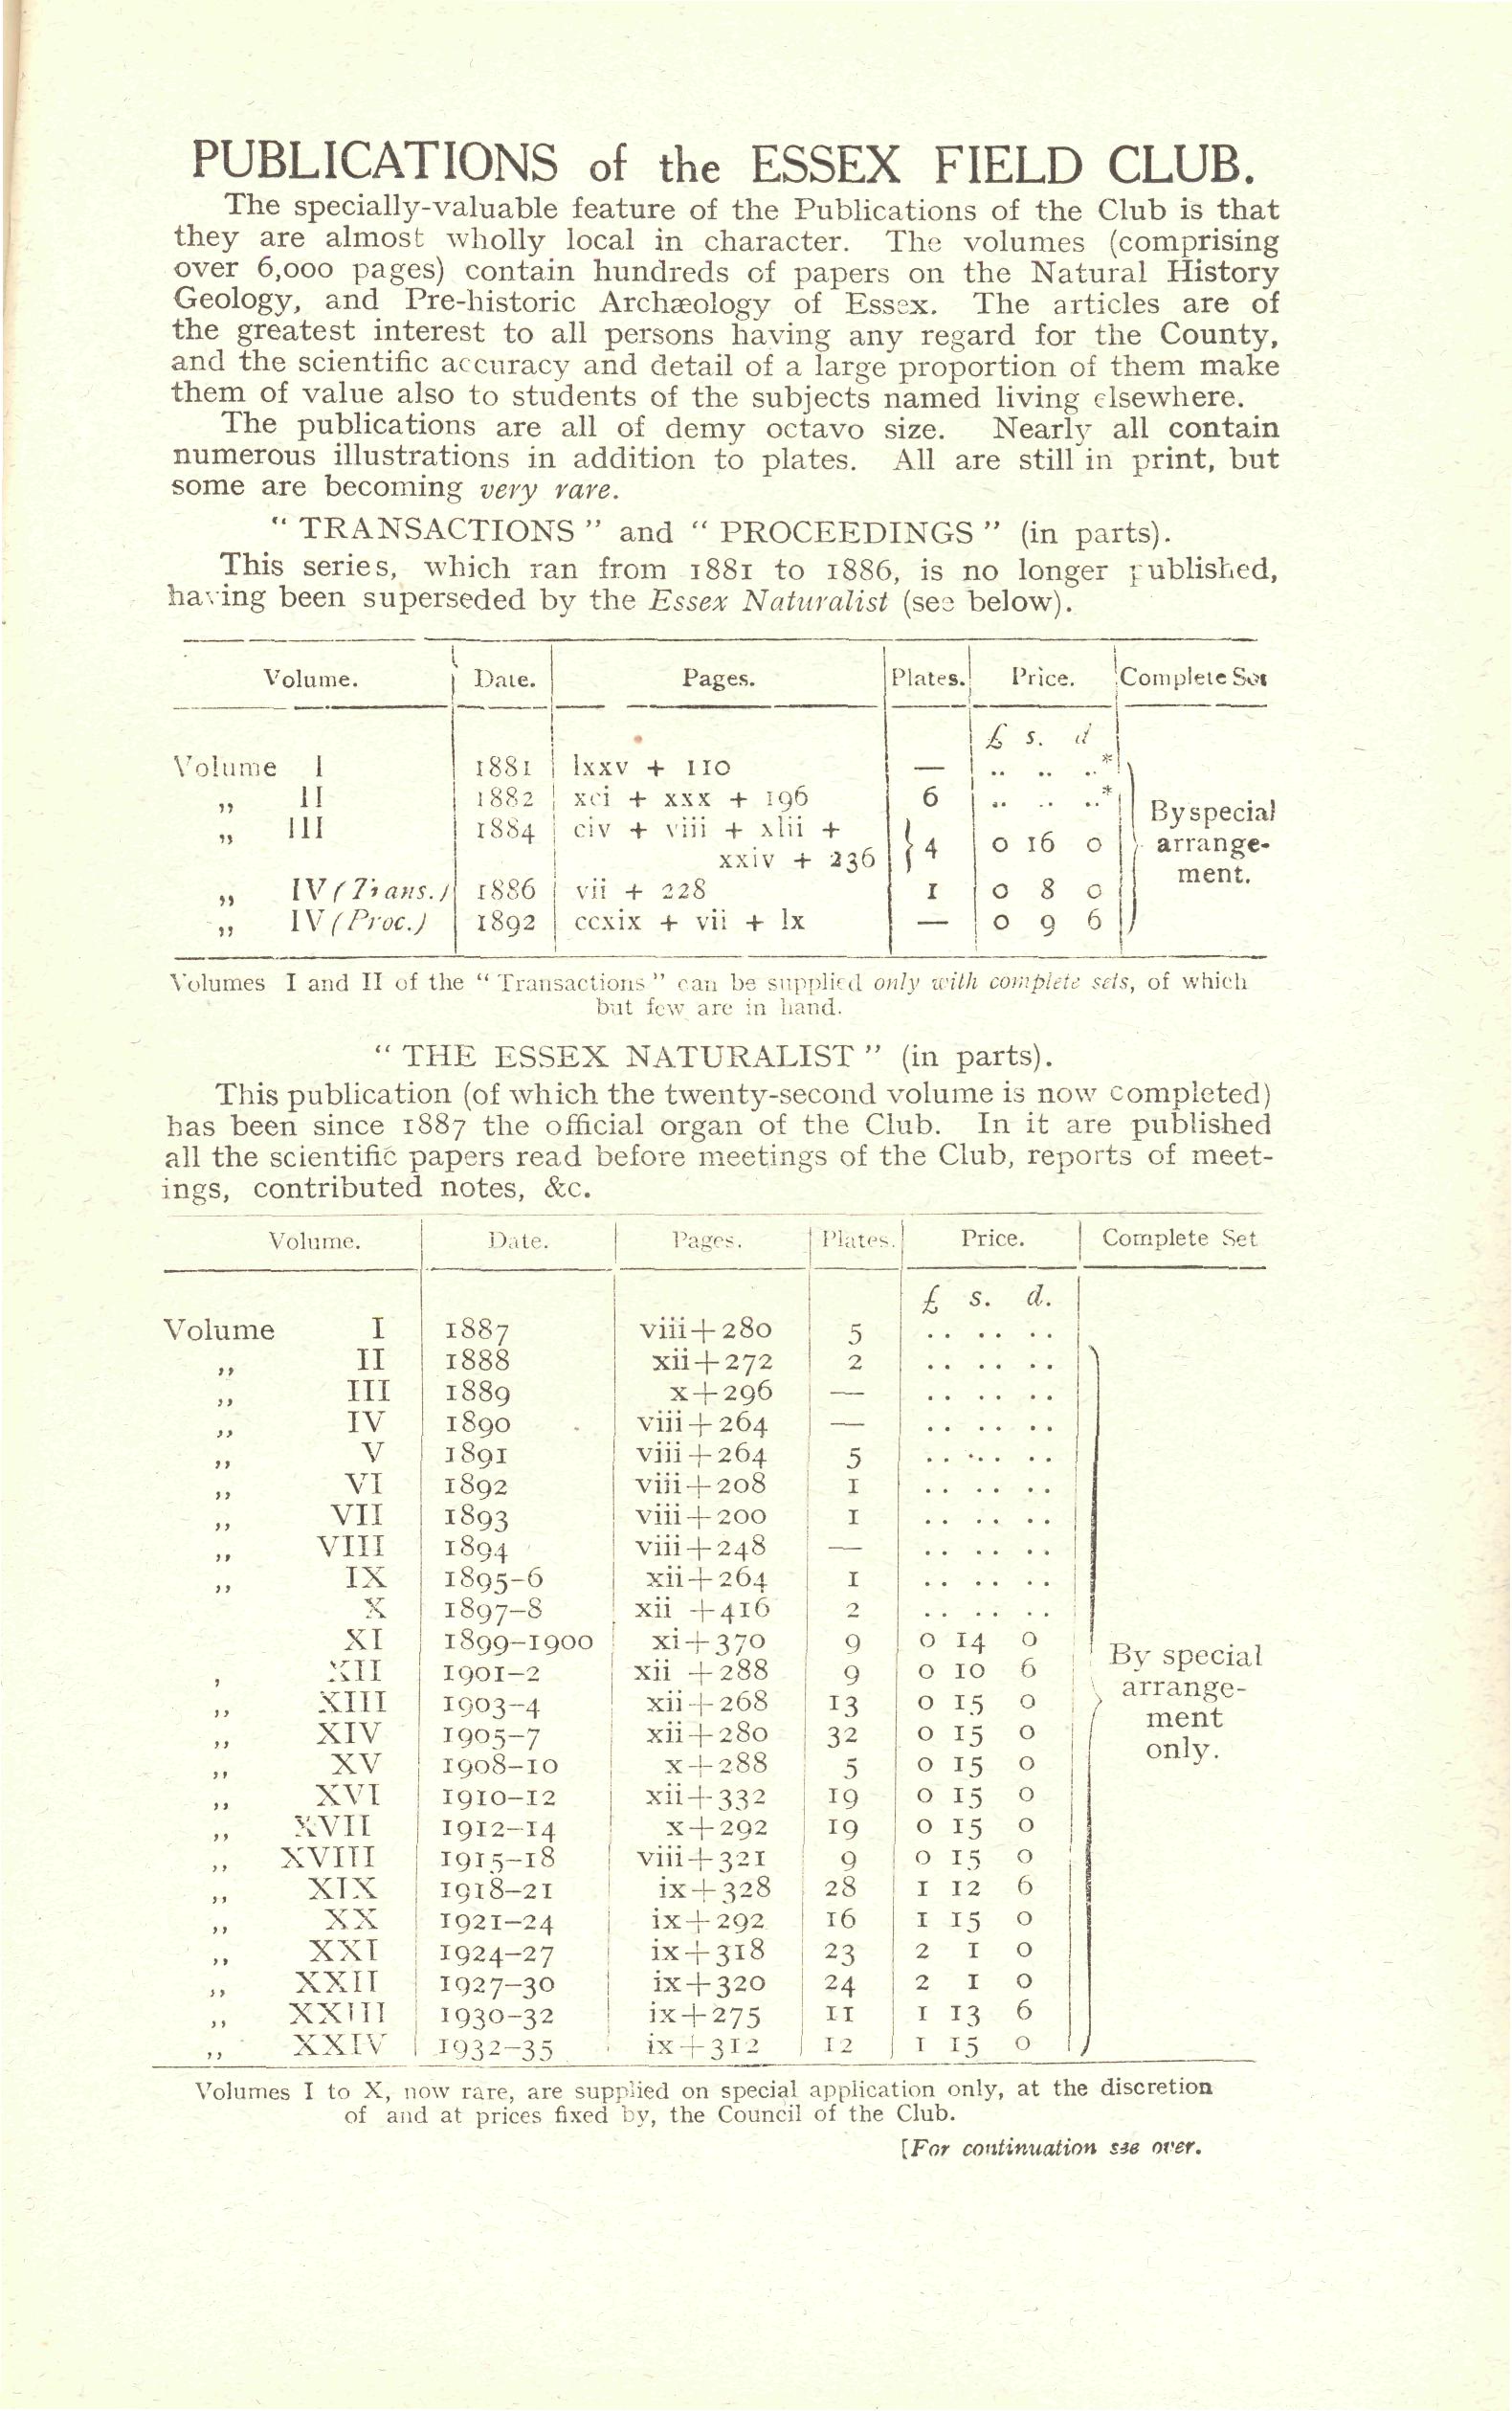 PUBLICATIONS of the ESSEX FIELD CLUB.
The specially-valuable feature of the Publications of the Club is that
they are almost wholly local in character. The volumes (comprising
over 6,000 pages) contain hundreds of papers on the Natural History
Geology, and Pre-historic Archæology of Essex. The articles are of
the greatest interest to all persons having any regard for the County,
and the scientific accuracy and detail of a large proportion of them make
them of value also to students of the subjects named living elsewhere.
The publications are all of demy octavo size. Nearly all contain
numerous illustrations in addition to plates. All are still in print, but
some are becoming very rare.
“ TRANSACTIONS ” and “ PROCEEDINGS ” (in parts).
This series, which ran from 1881 to 1886, is no longer published,
having been superseded by the Essex Naturalist (see below).
Volume. Date. Pages. Plates. Price. Complete Set
£ s. d
Volume I 1881 lxxv + 110 — .. .. ..*
„ II 1882 xci + xxx + 196 6 .. .. ..* By special
„ III 1884 civ + viii + xlii +
xxiv + 236 4 0 16 0 arrange-
ment.
„ IV (Trans.) 1886 vii + 228 1 0 8 0
„ IV (Proc.) 1892 ccxix + vii + lx — 0 9 6
Volumes I and II of the “ Transactions ” can be supplied only with complete sets, of which
but few are in hand.
“ THE ESSEX NATURALIST ” (in parts).
This publication (of which the twenty-second volume is now completed)
has been since 1887 the official organ of the Club. In it are published
all the scientific papers read before meetings of the Club, reports of meet-
ings, contributed notes, &c.
Volume. Date. Pages. Plates. Price. Complete Set
£ s. d.
Volume I 1887 viii+280 5 .. .. ..
„ II 1888 xii+272 2 .. .. ..
„ III 1889 x+296 — .. .. ..
„ IV 1890 viii+264 — .. .. ..
„ V 1891 viii+264 5 .. .. ..
„ VI 1892 viii+208 1 .. .. ..
„ VII 1893 viii+200 1 .. .. ..
„ VIII 1894 viii+248 — .. .. ..
„ IX 1895-6 xii+264 1 .. .. ..
X 1897-8 xii +416 2 .. .. ..
XI 1899-1900 xi+370 9 0 14 0
, XII 1901-2 xii +288 9 0 10 6 By special
„ XIII 1903-4 xii+268 13 0 15 0 arrange-
„ XIV 1905-7 xii+280 32 0 15 0 ment
„ XV 1908-10 x+288 5 0 15 0 only.
„ XVI 1910-12 xii+332 19 0 15 0
„ XVII 1912-14 x+292 19 0 15 0
„ XVIII 1915-18 viii+321 9 0 15 0
„ XIX 1918-21 ix+328 28 1 12 6
„ XX 1921-24 ix+292 16 1 15 0
„ XXI 1924-27 ix+318 23 2 1 0
„ XXII 1927-30 ix+320 24 2 1 0
„ XXIII 1930-32 ix+275 11 1 13 6
„ XXIV 1932-35 ix+312 12 1 15 0
Volumes I to X, now rare, are supplied on special application only, at the discretion
of and at prices fixed by, the Council of the Club.
[For continuation see over.